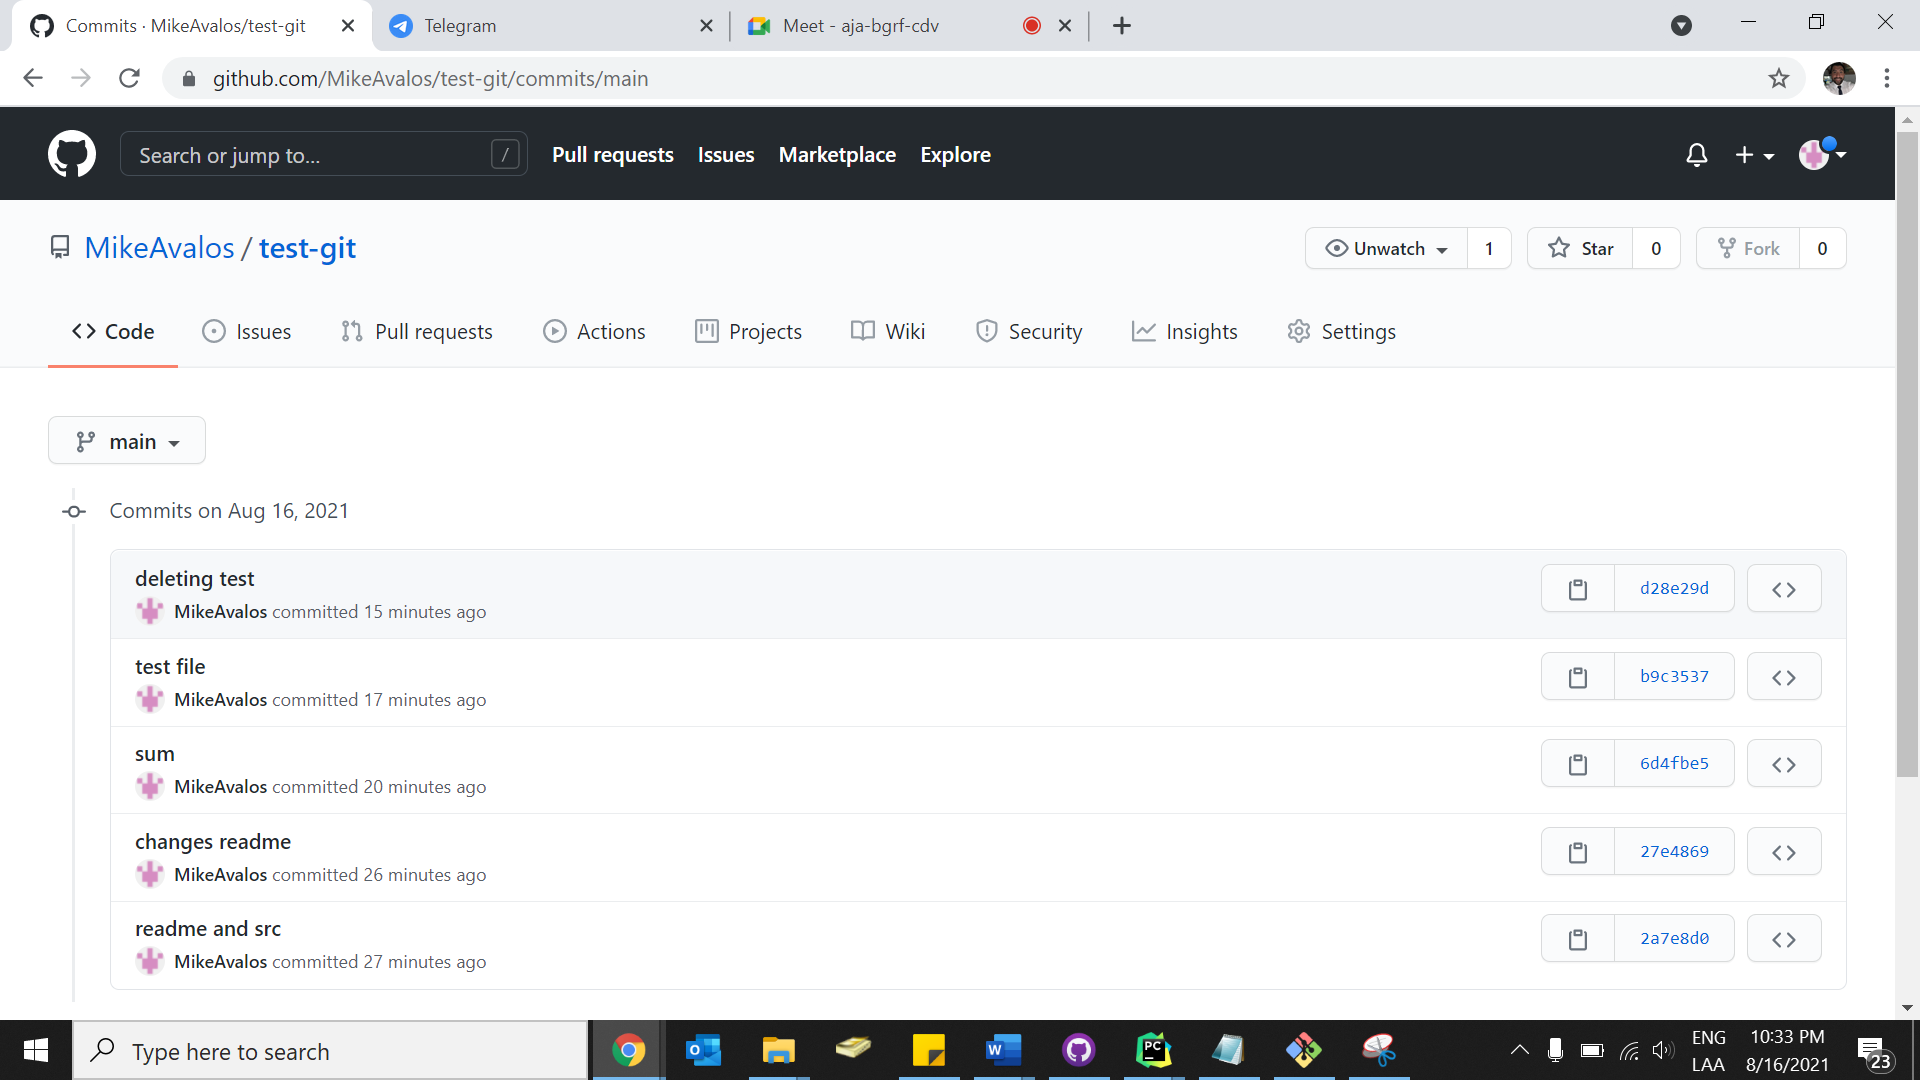 Commits · MikeAvalos/test-git
Telegram
Meet - aja-bgrf-cdv
github.com/MikeAvalos/test-git/commits/main
Search or jump to... /
Pull requests Issues Marketplace Explore
MikeAvalos / test-git
Unwatch 1 Star 0 Fork 0
Code Issues Pull requests Actions Projects Wiki Security Insights Settings
main
Commits on Aug 16, 2021
deleting test
MikeAvalos committed 15 minutes ago
d28e29d
test file
MikeAvalos committed 17 minutes ago
b9c3537
sum
MikeAvalos committed 20 minutes ago
6d4fbe5
changes readme
MikeAvalos committed 26 minutes ago
27e4869
readme and src
MikeAvalos committed 27 minutes ago
2a7e8d0
Type here to search
O
W
PC
ENG
LAA
10:33 PM
8/16/2021
23